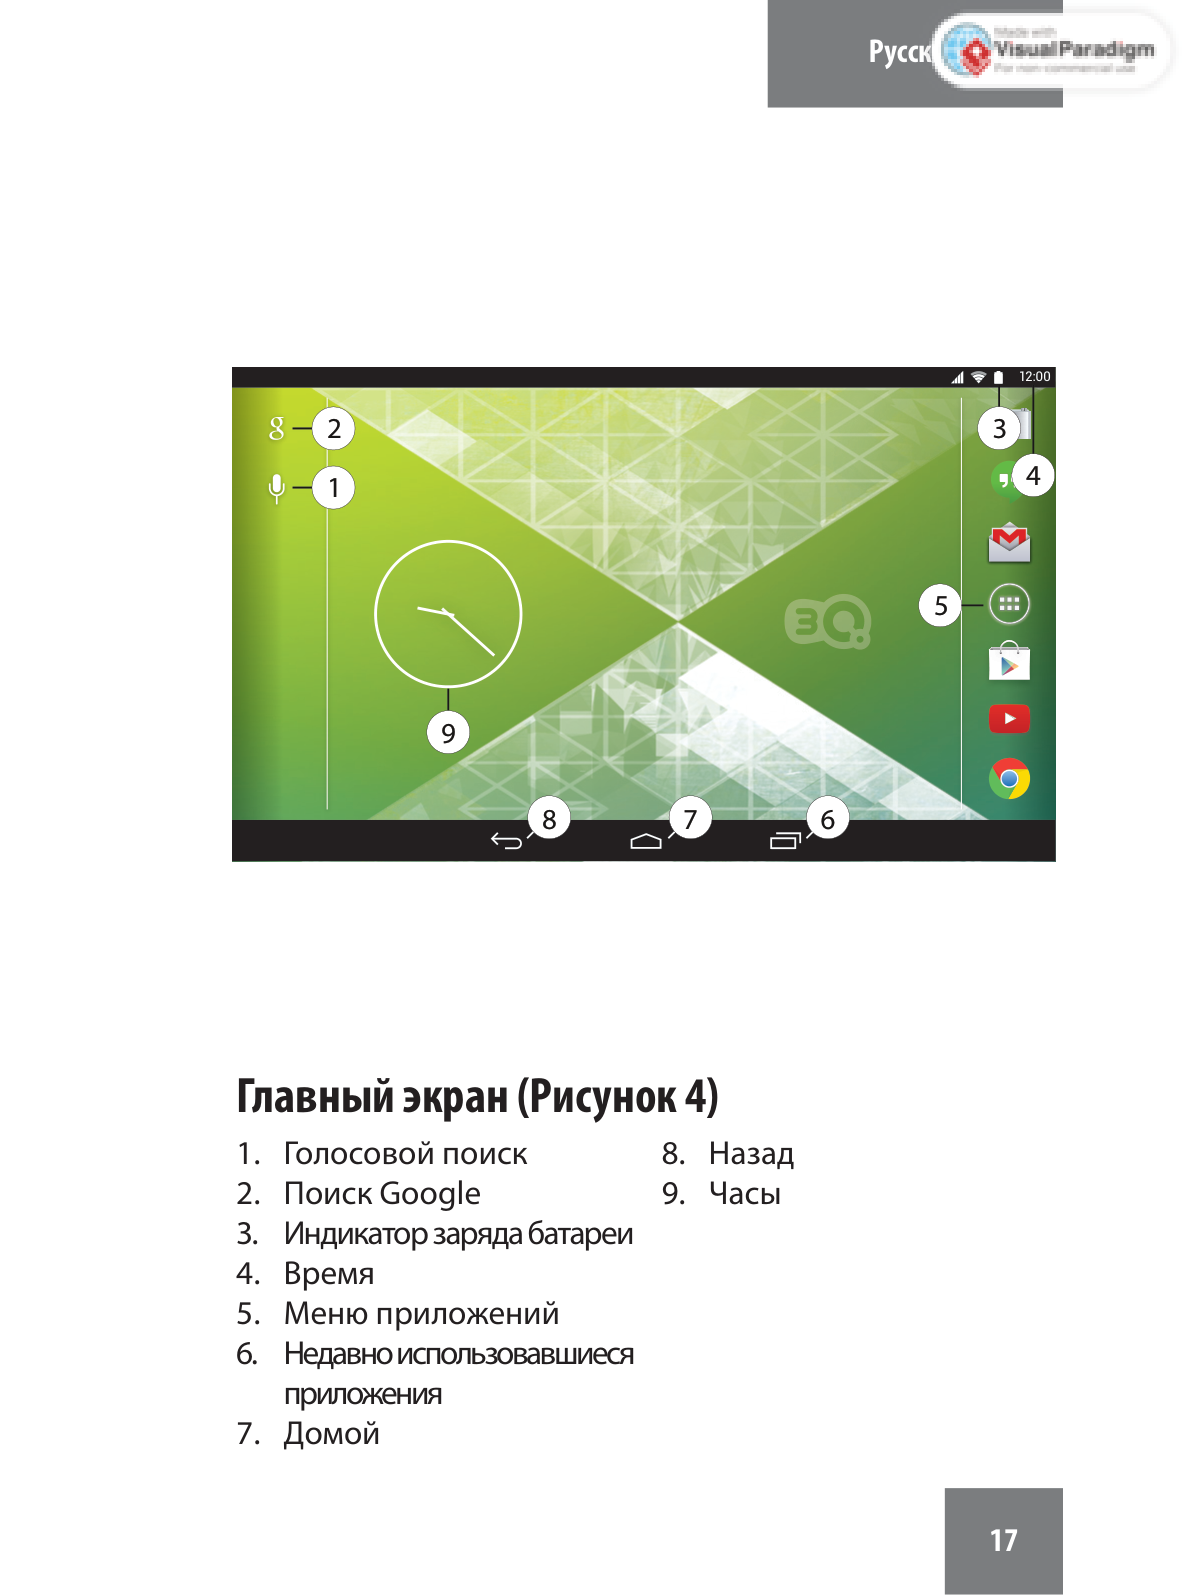 Русск
Made with
Visual Paradigm
For non-commercial use
12:00
g
2
3
1
4
5
3Q
9
8
7
6
Главный экран (Рисунок 4)
1. Голосовой поиск
2. Поиск Google
3. Индикатор заряда батареи
4. Время
5. Меню приложений
6. Недавно использовавшиеся
приложения
7. Домой
8. Назад
9. Часы
17